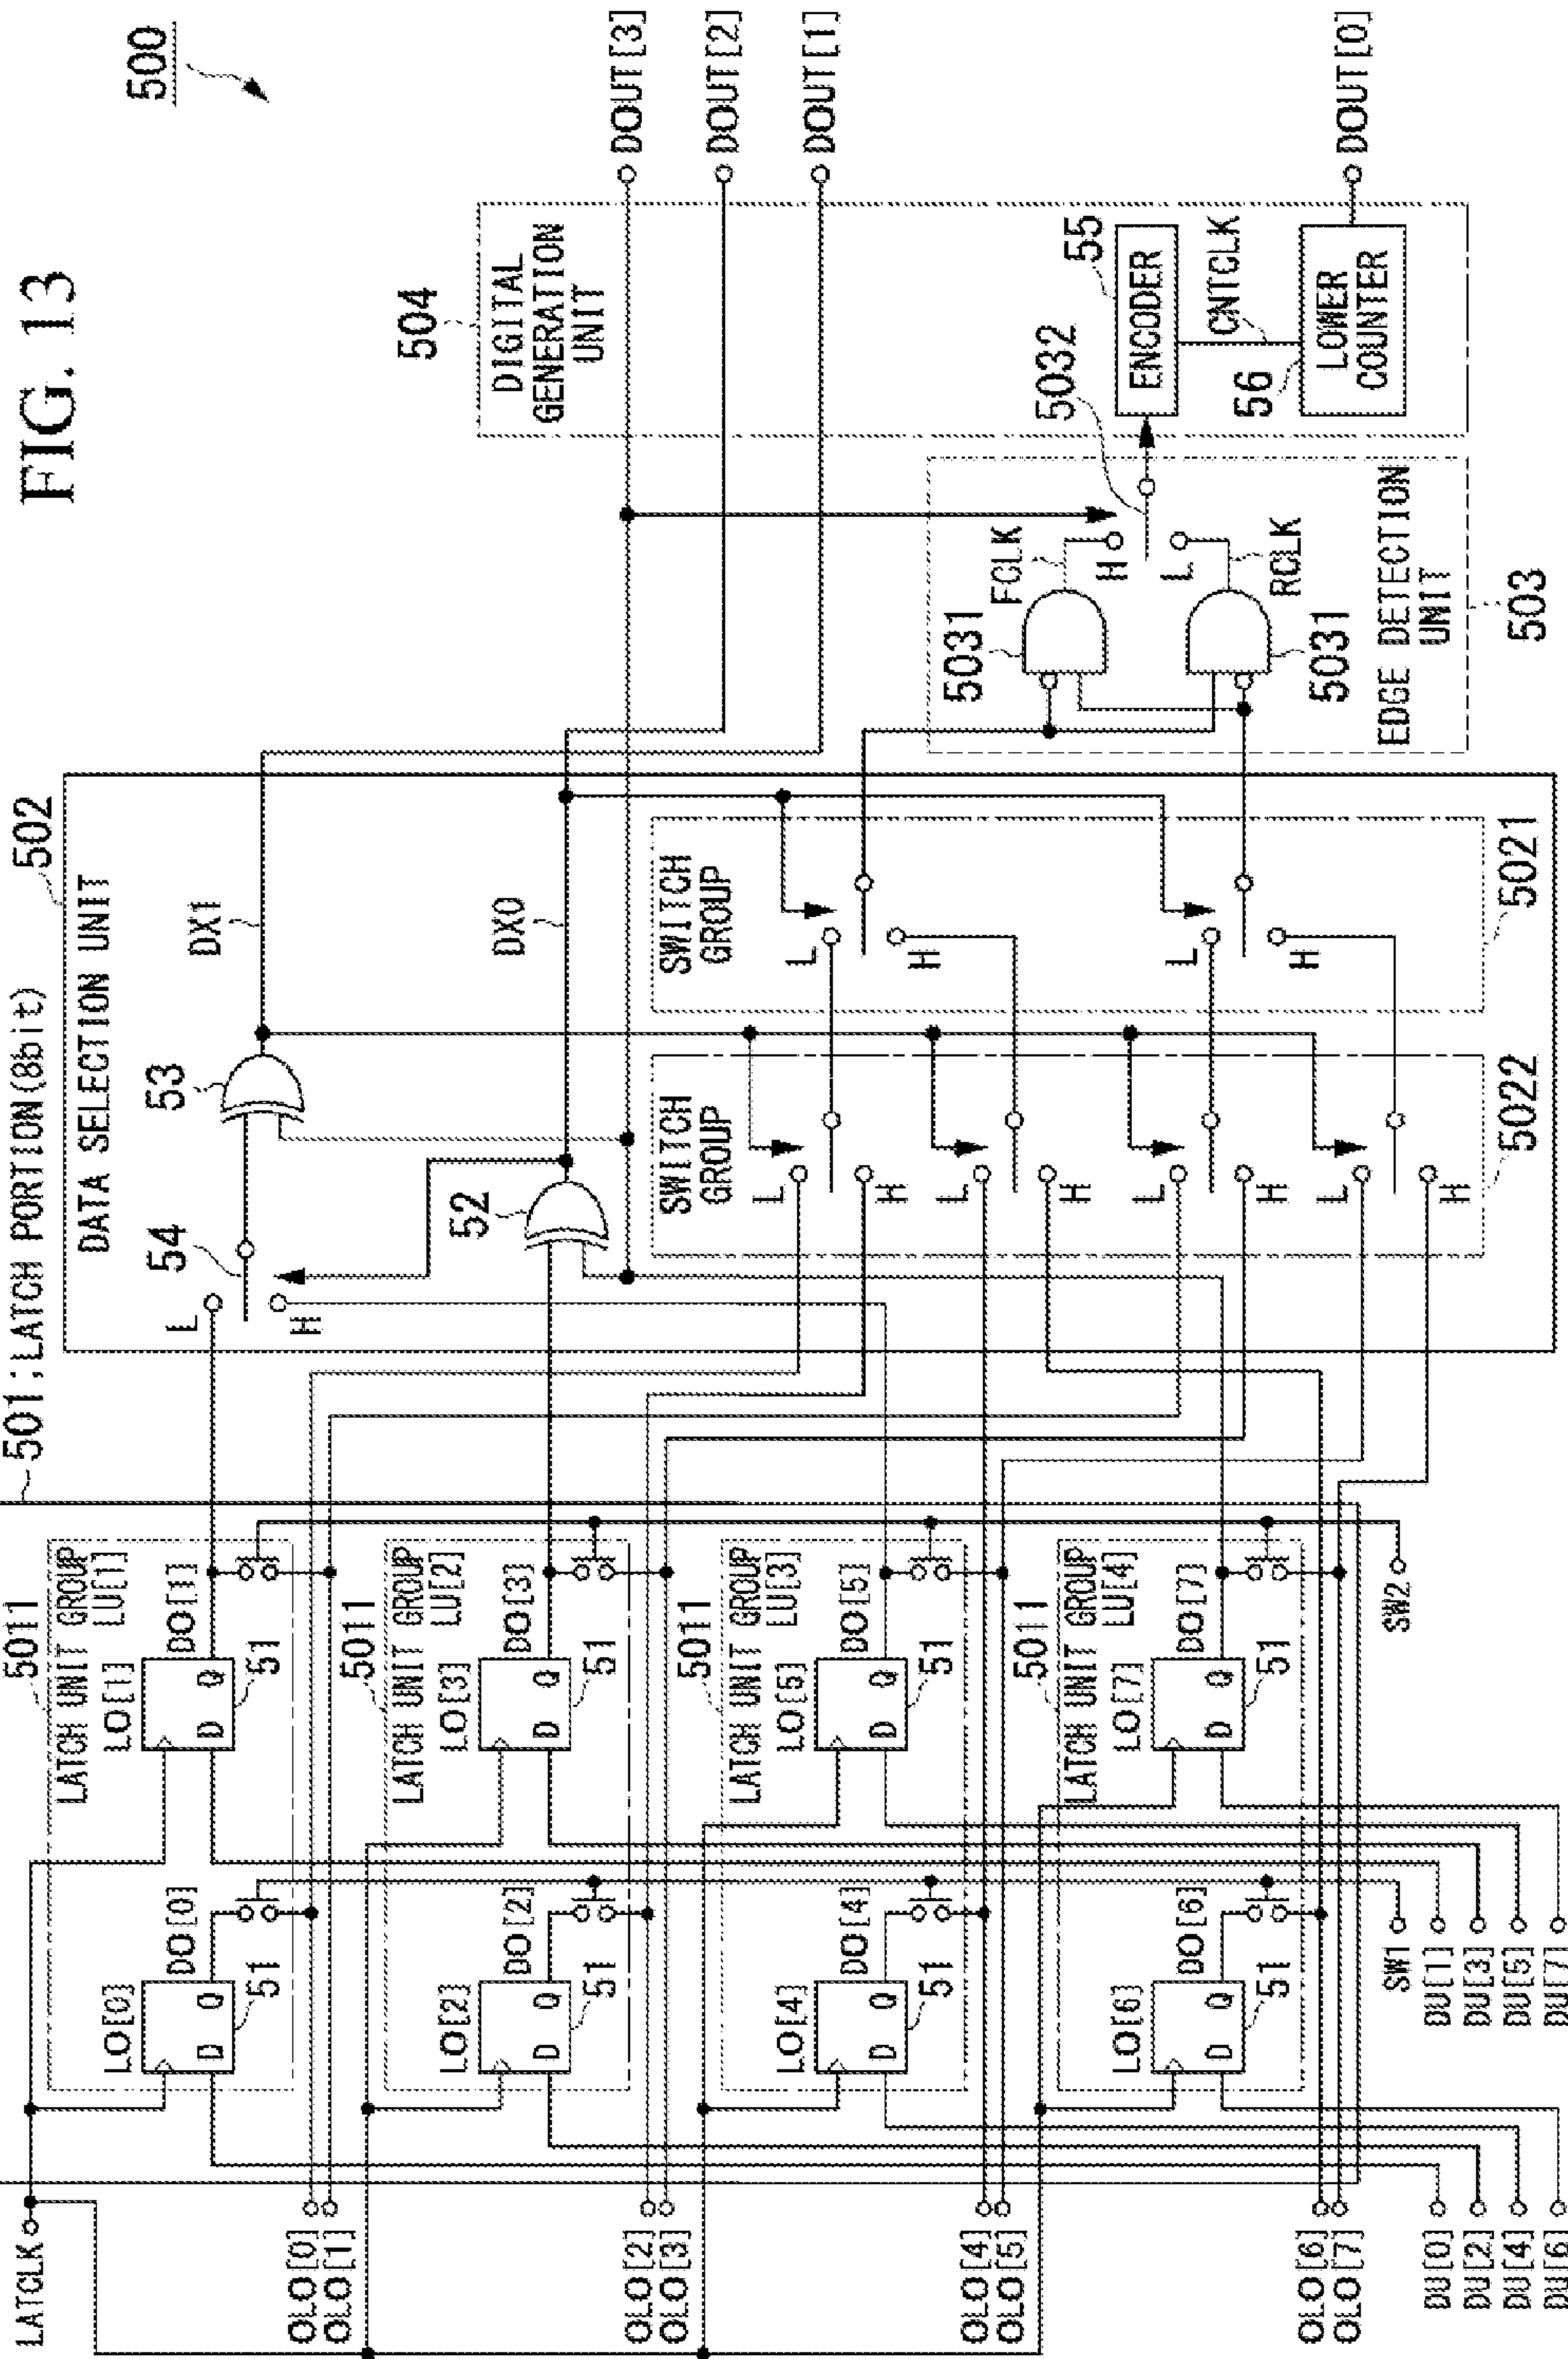 FIG. 13
500
501;LATCH PORTION(8bit)
502
DATA SELECTION UNIT
504
DIGITAL
GENERATION
UNIT
DOUT[3]
DOUT[2]
DOUT[1]
DOUT[0]
LATCLK
5011
LATCH UNIT GROUP
LU[1]
LO[0]
D Q
51
DO[0]
LO[1]
D Q
51
DO[1]
OLO[0]
OLO[1]
5011
LATCH UNIT GROUP
LU[2]
LO[2]
D Q
51
DO[2]
LO[3]
D Q
51
DO[3]
OLO[2]
OLO[3]
5011
LATCH UNIT GROUP
LU[3]
LO[4]
D Q
51
DO[4]
LO[5]
D Q
51
DO[5]
OLO[4]
OLO[5]
5011
LATCH UNIT GROUP
LU[4]
LO[6]
D Q
51
DO[6]
LO[7]
D Q
51
DO[7]
OLO[6]
OLO[7]
SW1
SW2
DU[0]
DU[2]
DU[4]
DU[6]
DU[1]
DU[3]
DU[5]
DU[7]
54
L
H
53
DX1
52
DX0
SWITCH
GROUP
L
H
L
H
L
H
L
H
5022
SWITCH
GROUP
L
H
L
H
5021
5031
FCLK
H
L
5032
5031
RCLK
EDGE DETECTION
UNIT
503
55
ENCODER
CNTCLK
56
LOWER
COUNTER